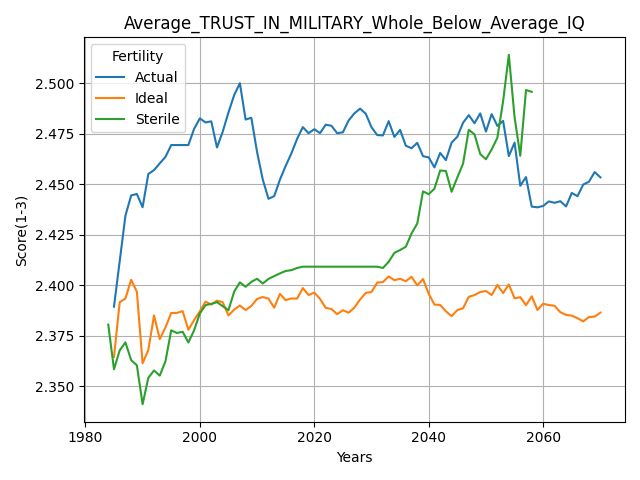 Average_TRUST_IN_MILITARY_Whole_Below_Average_IQ
Fertility
Actual
Ideal
Sterile
Score(1-3)
2.500
2.475
2.450
2.425
2.400
2.375
2.350
1980
2000
2020
2040
2060
Years